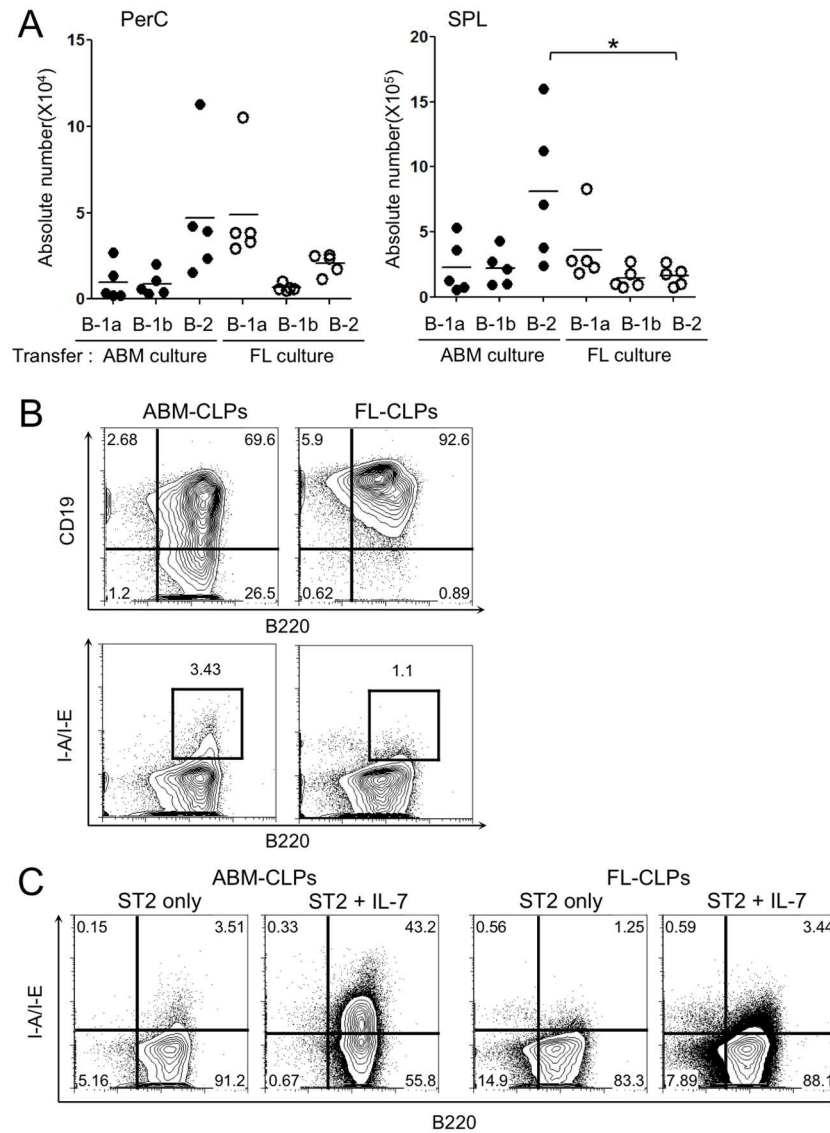 A
PerC
SPL
Absolute number(X10⁴)
15
10
5
0
B-1a B-1b B-2 B-1a B-1b B-2
Transfer : ABM culture FL culture
Absolute number(X10⁵)
20
15
10
5
0
*
B-1a B-1b B-2 B-1a B-1b B-2
ABM culture FL culture
B
ABM-CLPs FL-CLPs
CD19
2.68 69.6 5.9 92.6
1.2 26.5 0.62 0.89
B220
I-A/I-E
3.43 1.1
B220
C
ABM-CLPs FL-CLPs
ST2 only ST2 + IL-7 ST2 only ST2 + IL-7
I-A/I-E
0.15 3.51 0.33 43.2 0.56 1.25 0.59 3.44
5.16 91.2 0.67 55.8 14.9 83.3 7.89 88.1
B220